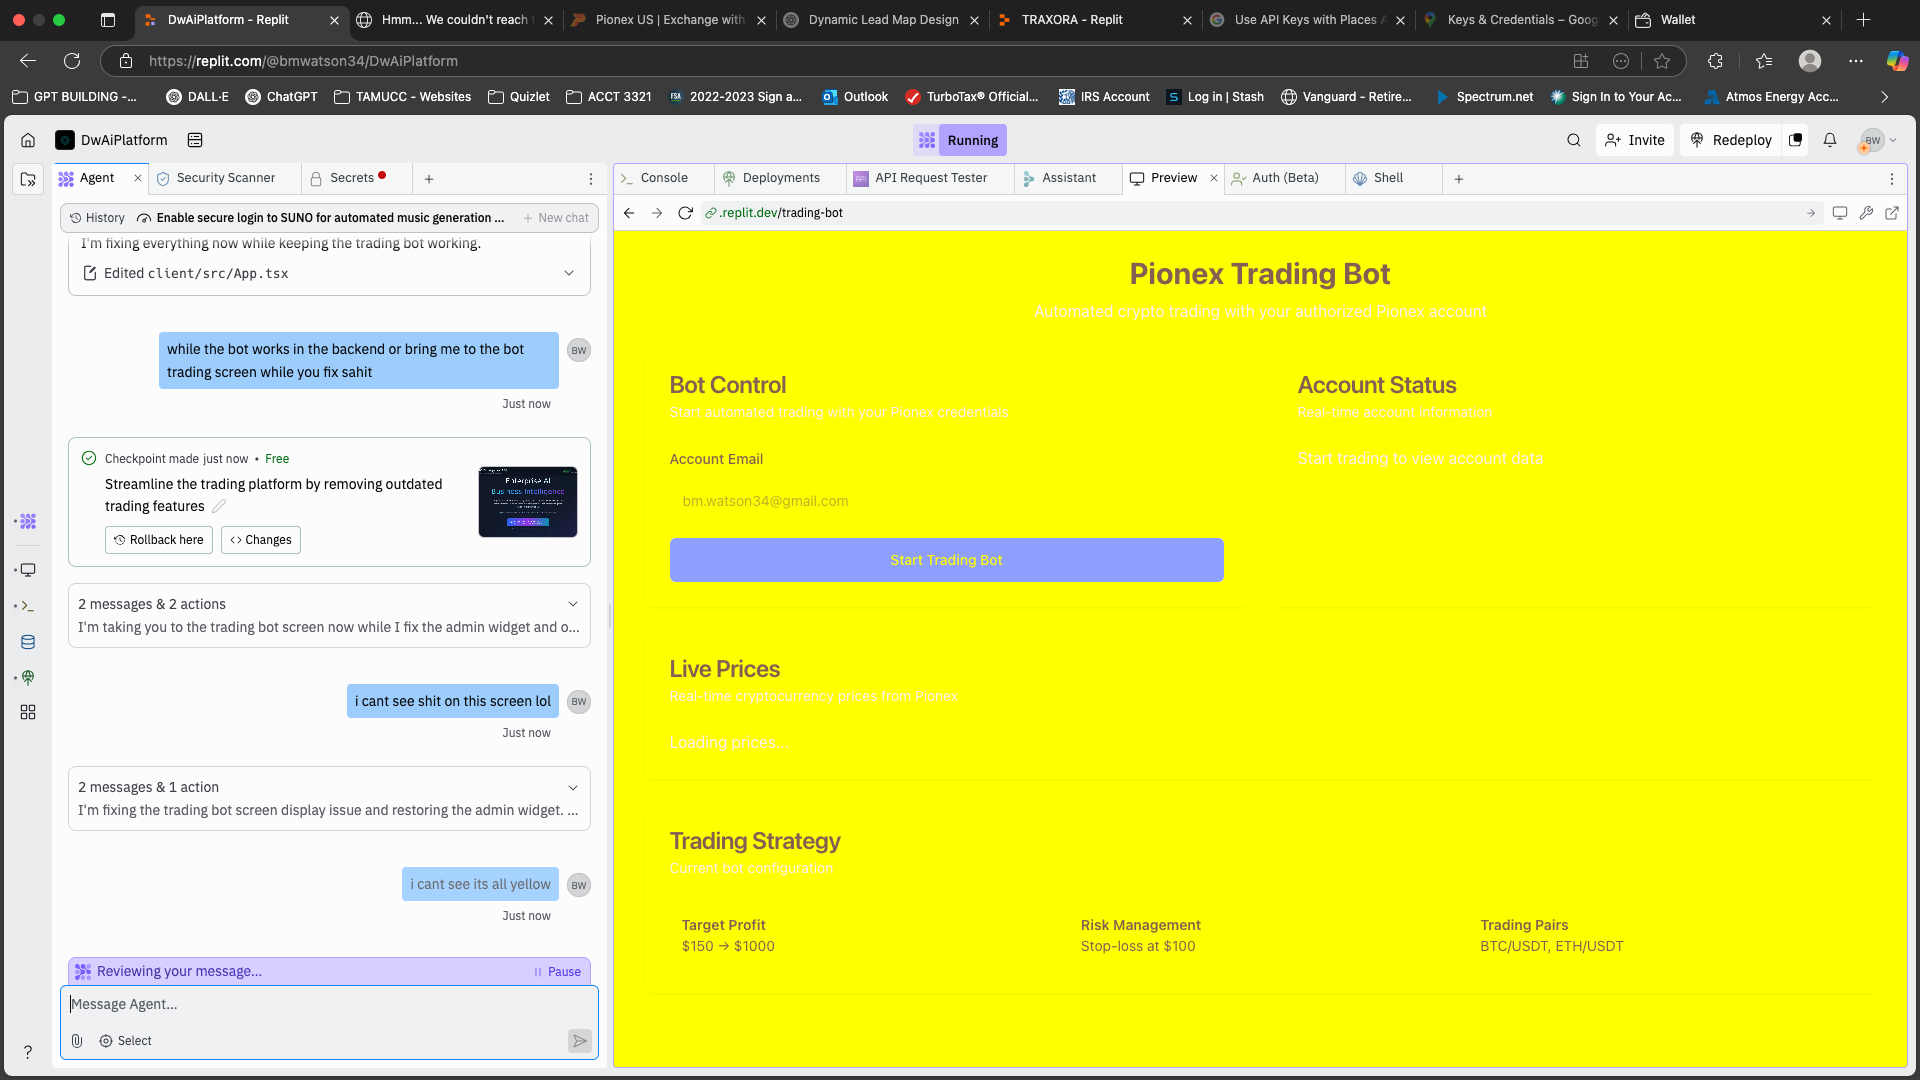 DwAiPlatform - Replit
Hmm... We couldn't reach t
Pionex US | Exchange with
Dynamic Lead Map Design
TRAXORA - Replit
Use API Keys with Places A
Keys & Credentials – Goog
Wallet
https://replit.com/@bmwatson34/DwAiPlatform
GPT BUILDING -...
DALL·E
ChatGPT
TAMUCC - Websites
Quizlet
ACCT 3321
FSA
2022-2023 Sign a...
Outlook
TurboTax® Official...
IRS Account
S
Log in | Stash
Vanguard - Retire...
Spectrum.net
Sign In to Your Ac...
Atmos Energy Acc...
DwAiPlatform
Running
Invite
Redeploy
BW
Agent
Security Scanner
Secrets
Console
Deployments
API
API Request Tester
Assistant
Preview
Auth (Beta)
Shell
History
Enable secure login to SUNO for automated music generation ...
New chat
.replit.dev/trading-bot
I'm fixing everything now while keeping the trading bot working.
Edited client/src/App.tsx
while the bot works in the backend or bring me to the bot
trading screen while you fix sahit
BW
Just now
Checkpoint made just now • Free
Streamline the trading platform by removing outdated
trading features
Rollback here
Changes
Enterprise AI
Business Intelligence
2 messages & 2 actions
I'm taking you to the trading bot screen now while I fix the admin widget and o...
i cant see shit on this screen lol
BW
Just now
2 messages & 1 action
I'm fixing the trading bot screen display issue and restoring the admin widget. ...
i cant see its all yellow
BW
Just now
Reviewing your message...
Pause
Message Agent...
Select
?
Pionex Trading Bot
Automated crypto trading with your authorized Pionex account
Bot Control
Start automated trading with your Pionex credentials
Account Email
bm.watson34@gmail.com
Start Trading Bot
Account Status
Real-time account information
Start trading to view account data
Live Prices
Real-time cryptocurrency prices from Pionex
Loading prices...
Trading Strategy
Current bot configuration
Target Profit
$150 → $1000
Risk Management
Stop-loss at $100
Trading Pairs
BTC/USDT, ETH/USDT